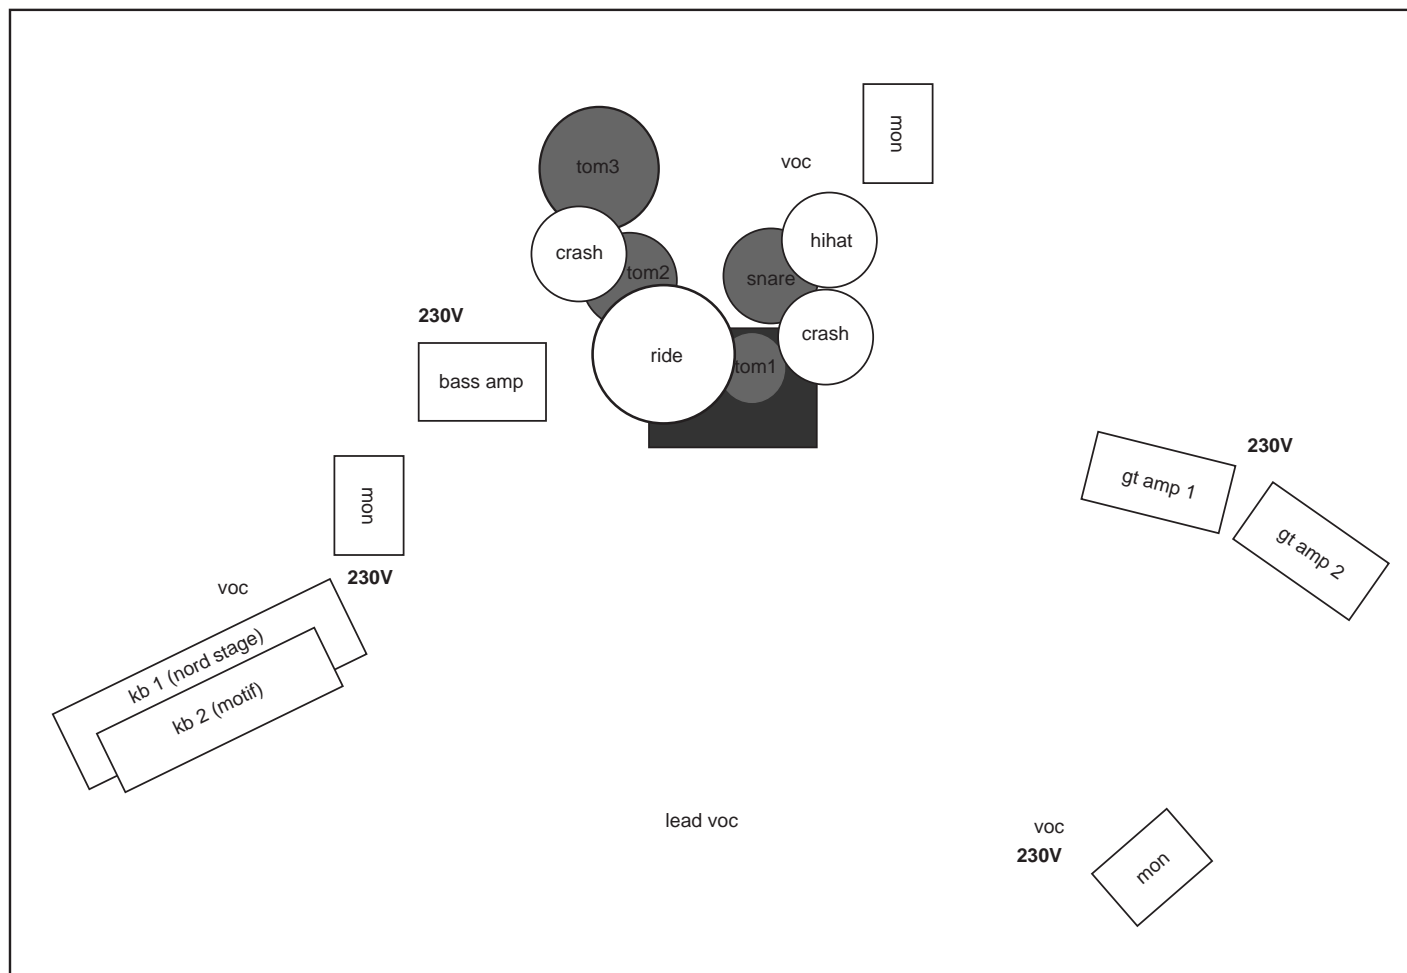 mon
voc
tom3
hihat
crash
tom2
snare
230V
crash
ride
tom1
bass amp
230V
gt amp 1
mon
gt amp 2
230V
voc
kb 1 (nord stage)
kb 2 (motif)
lead voc
voc
230V
mon